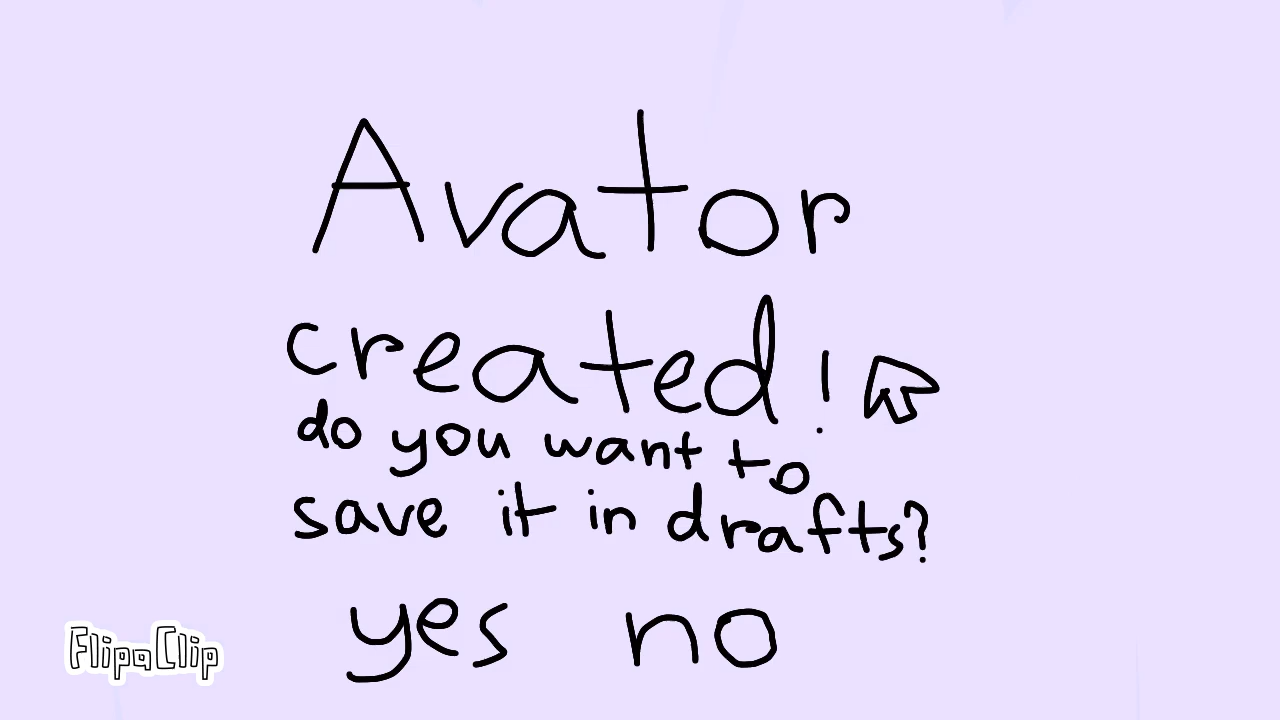 Avator
created!
do you want to
save it in drafts?
yes no
FlipaClip